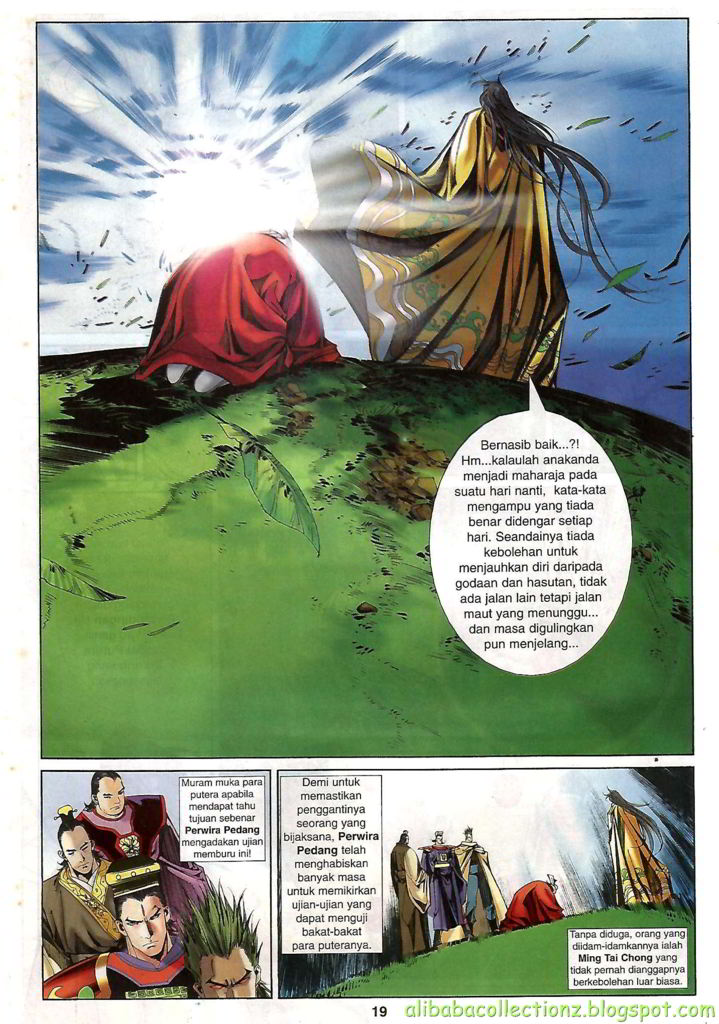 Bernasib baik...?!
Hm...kalaulah anakanda
menjadi maharaja pada
suatu hari nanti, kata-kata
mengampu yang tiada
benar didengar setiap
hari. Seandainya tiada
kebolehan untuk
menjauhkan diri daripada
godaan dan hasutan, tidak
ada jalan lain tetapi jalan
maut yang menunggu...
dan masa digulingkan
pun menjelang...
Muram muka para
putera apabila
mendapat tahu
tujuan sebenar
Perwira Pedang
mengadakan ujian
memburu ini!
Demi untuk
memastikan
penggantinya
seorang yang
bijaksana, Perwira
Pedang telah
menghabiskan
banyak masa
untuk memikirkan
ujian-ujian yang
dapat menguji
bakat-bakat
para puteranya.
Tanpa diduga, orang yang
diidam-idamkannya ialah
Ming Tai Chong yang
tidak pernah dianggapnya
berkebolehan luar biasa.
19
alibabacollectionz.blogspot.com